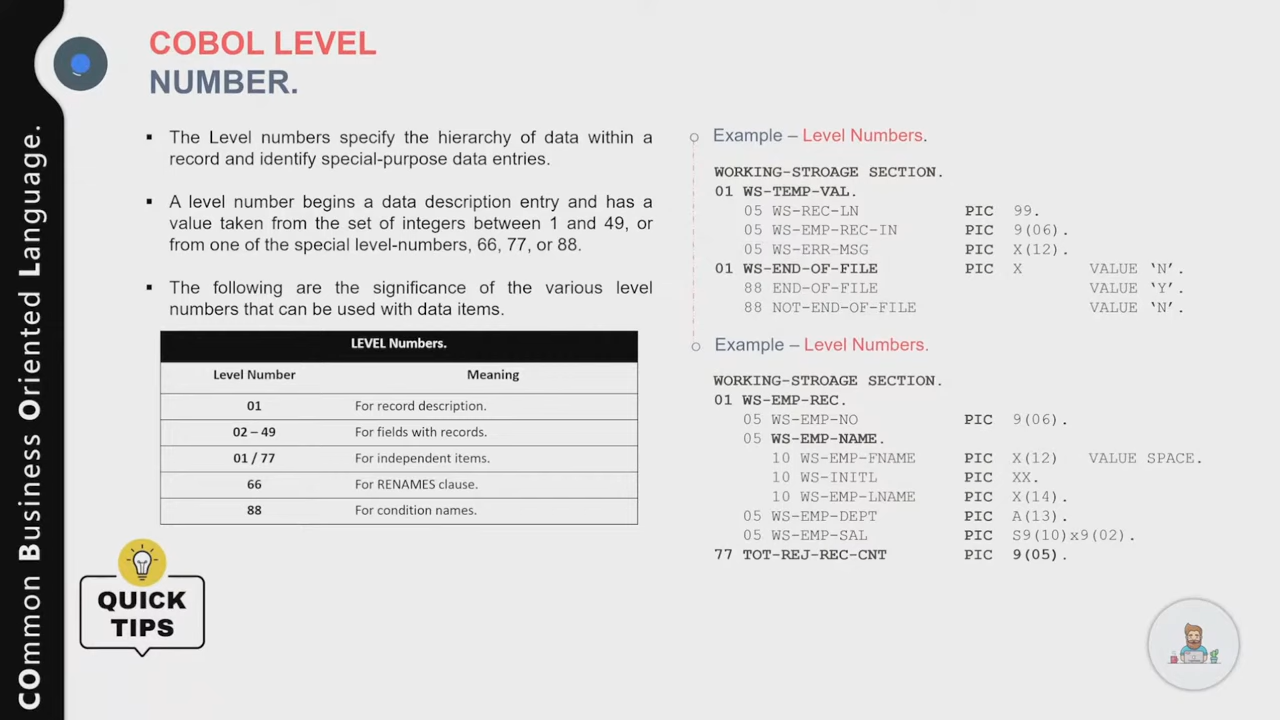 COmmon Business Oriented Language.
COBOL LEVEL
NUMBER.
▪ The Level numbers specify the hierarchy of data within a
record and identify special-purpose data entries.
▪ A level number begins a data description entry and has a
value taken from the set of integers between 1 and 49, or
from one of the special level-numbers, 66, 77, or 88.
▪ The following are the significance of the various level
numbers that can be used with data items.
LEVEL Numbers.
Level Number Meaning
01 For record description.
02 – 49 For fields with records.
01 / 77 For independent items.
66 For RENAMES clause.
88 For condition names.
QUICK
TIPS
Example – Level Numbers.
WORKING-STROAGE SECTION.
01 WS-TEMP-VAL.
05 WS-REC-LN PIC 99.
05 WS-EMP-REC-IN PIC 9(06).
05 WS-ERR-MSG PIC X(12).
01 WS-END-OF-FILE PIC X VALUE ‘N’.
88 END-OF-FILE VALUE ‘Y’.
88 NOT-END-OF-FILE VALUE ‘N’.
Example – Level Numbers.
WORKING-STROAGE SECTION.
01 WS-EMP-REC.
05 WS-EMP-NO PIC 9(06).
05 WS-EMP-NAME.
10 WS-EMP-FNAME PIC X(12) VALUE SPACE.
10 WS-INITL PIC XX.
10 WS-EMP-LNAME PIC X(14).
05 WS-EMP-DEPT PIC A(13).
05 WS-EMP-SAL PIC S9(10)x9(02).
77 TOT-REJ-REC-CNT PIC 9(05).